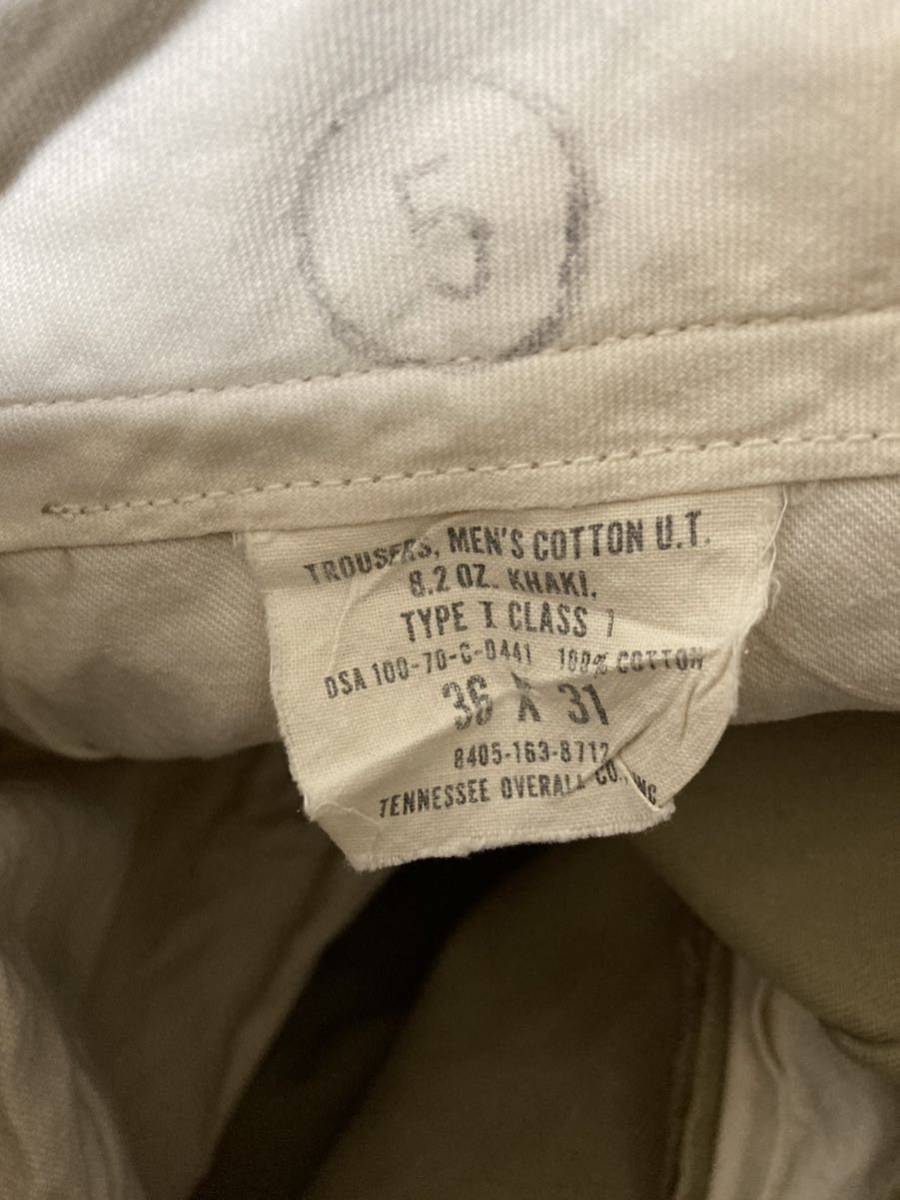 5
TROUSERS, MEN'S COTTON U.T.
8.2 OZ. KHAKI.
TYPE I CLASS 1
DSA 100-70-C-0441 100% COTTON
36 X 31
8405-163-8712
TENNESSEE OVERALL CO., INC.